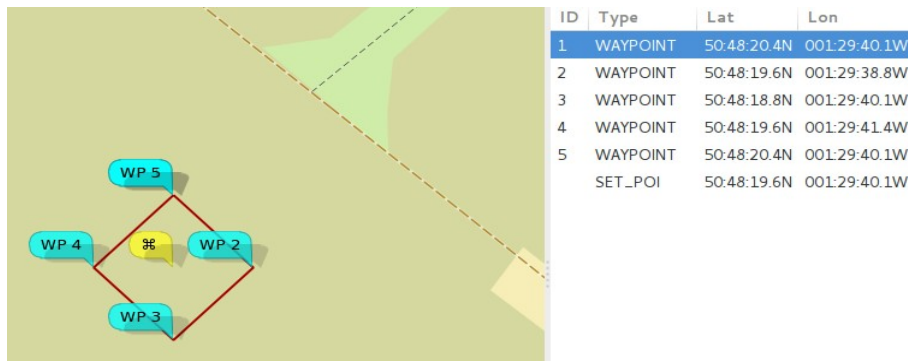 ID Type Lat Lon
1 WAYPOINT 50:48:20.4N 001:29:40.1W
2 WAYPOINT 50:48:19.6N 001:29:38.8W
3 WAYPOINT 50:48:18.8N 001:29:40.1W
4 WAYPOINT 50:48:19.6N 001:29:41.4W
5 WAYPOINT 50:48:20.4N 001:29:40.1W
SET_POI 50:48:19.6N 001:29:40.1W
WP 5
WP 4 ⌘ WP 2
WP 3